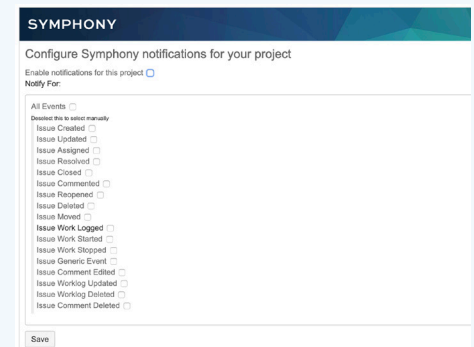 SYMPHONY
Configure Symphony notifications for your project
Enable notifications for this project
Notify For:
All Events
Deselect this to select manually
Issue Created
Issue Updated
Issue Assigned
Issue Resolved
Issue Closed
Issue Commented
Issue Reopened
Issue Deleted
Issue Moved
Issue Work Logged
Issue Work Started
Issue Work Stopped
Issue Generic Event
Issue Comment Edited
Issue Worklog Updated
Issue Worklog Deleted
Issue Comment Deleted
Save